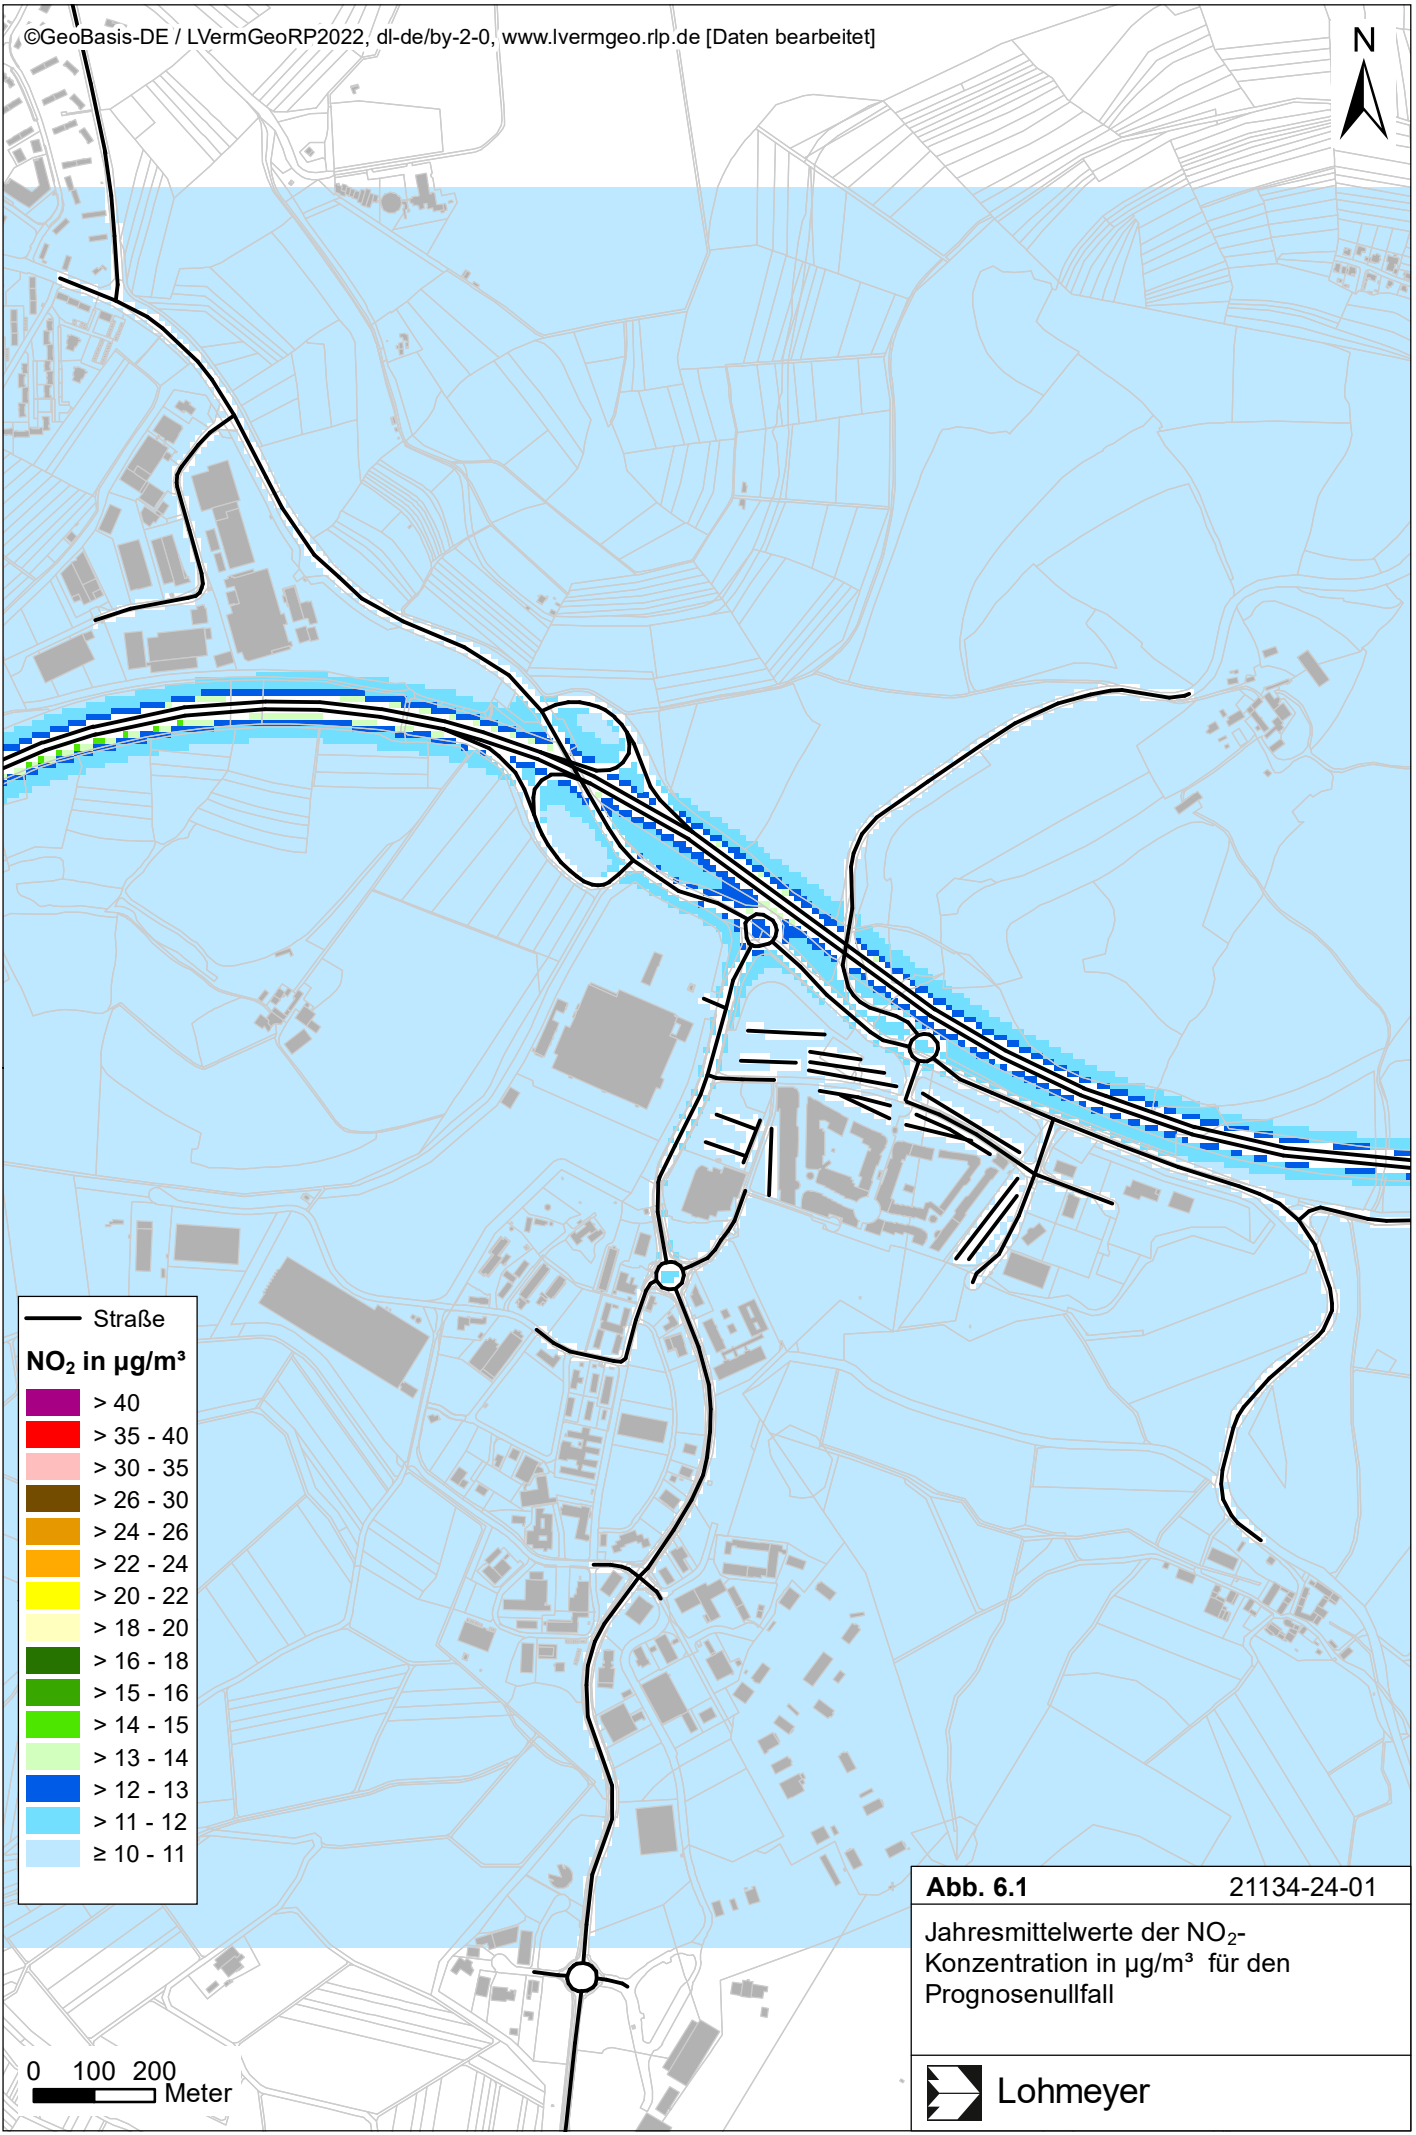 ©GeoBasis-DE / LVermGeoRP2022, dl-de/by-2-0, www.lvermgeo.rlp.de [Daten bearbeitet]
N
Straße
NO₂ in µg/m³
> 40
> 35 - 40
> 30 - 35
> 26 - 30
> 24 - 26
> 22 - 24
> 20 - 22
> 18 - 20
> 16 - 18
> 15 - 16
> 14 - 15
> 13 - 14
> 12 - 13
> 11 - 12
≥ 10 - 11
0 100 200
Meter
Abb. 6.1 21134-24-01
Jahresmittelwerte der NO₂-
Konzentration in µg/m³ für den
Prognosenullfall
Lohmeyer